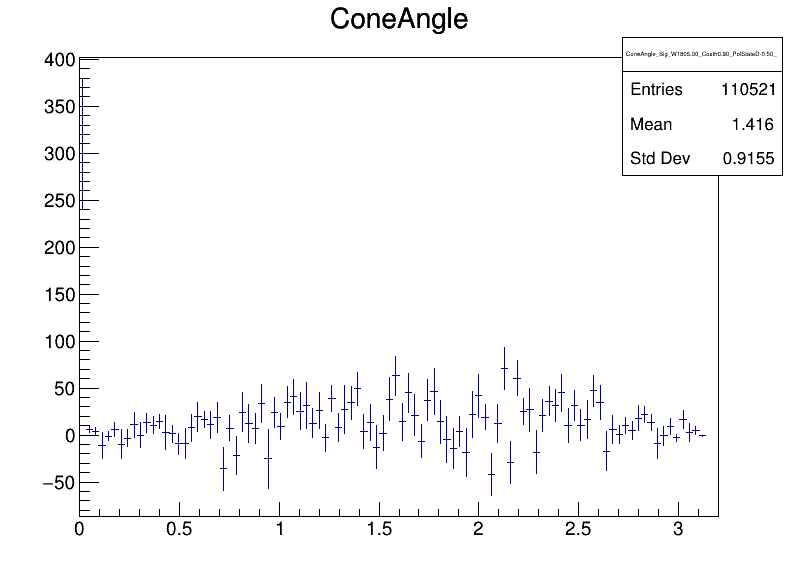 ConeAngle
ConeAngle_Sig_W1805.00_Costh0.90_PolStateD-0.50_
Entries 110521
Mean 1.416
Std Dev 0.9155
400
350
300
250
200
150
100
50
0
−50
0 0.5 1 1.5 2 2.5 3